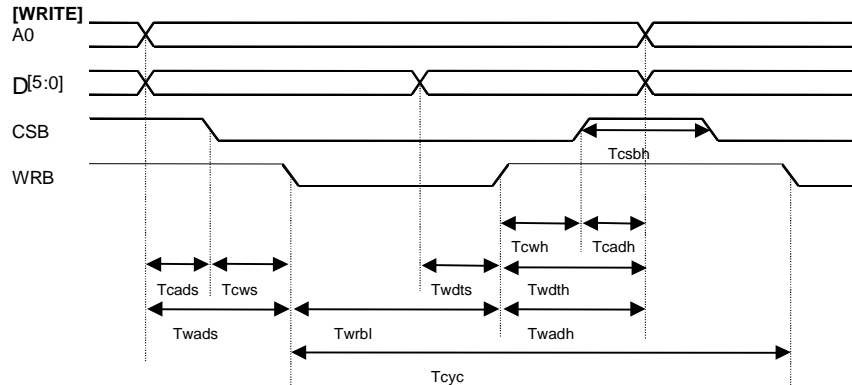 [WRITE]
A0
D[5:0]
CSB
Tcsbh
WRB
Tcwh Tcadh
Tcads Tcws Twdts Twdth
Twads Twrbl Twadh
Tcyc